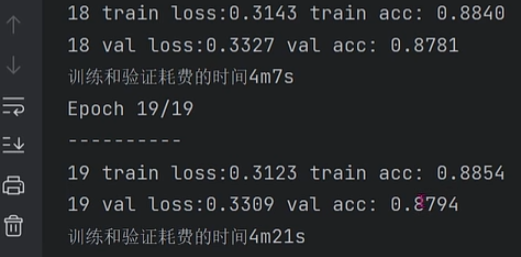 18 train loss:0.3143 train acc: 0.8840
18 val loss:0.3327 val acc: 0.8781
训练和验证耗费的时间4m7s
Epoch 19/19
----------
19 train loss:0.3123 train acc: 0.8854
19 val loss:0.3309 val acc: 0.8794
训练和验证耗费的时间4m21s